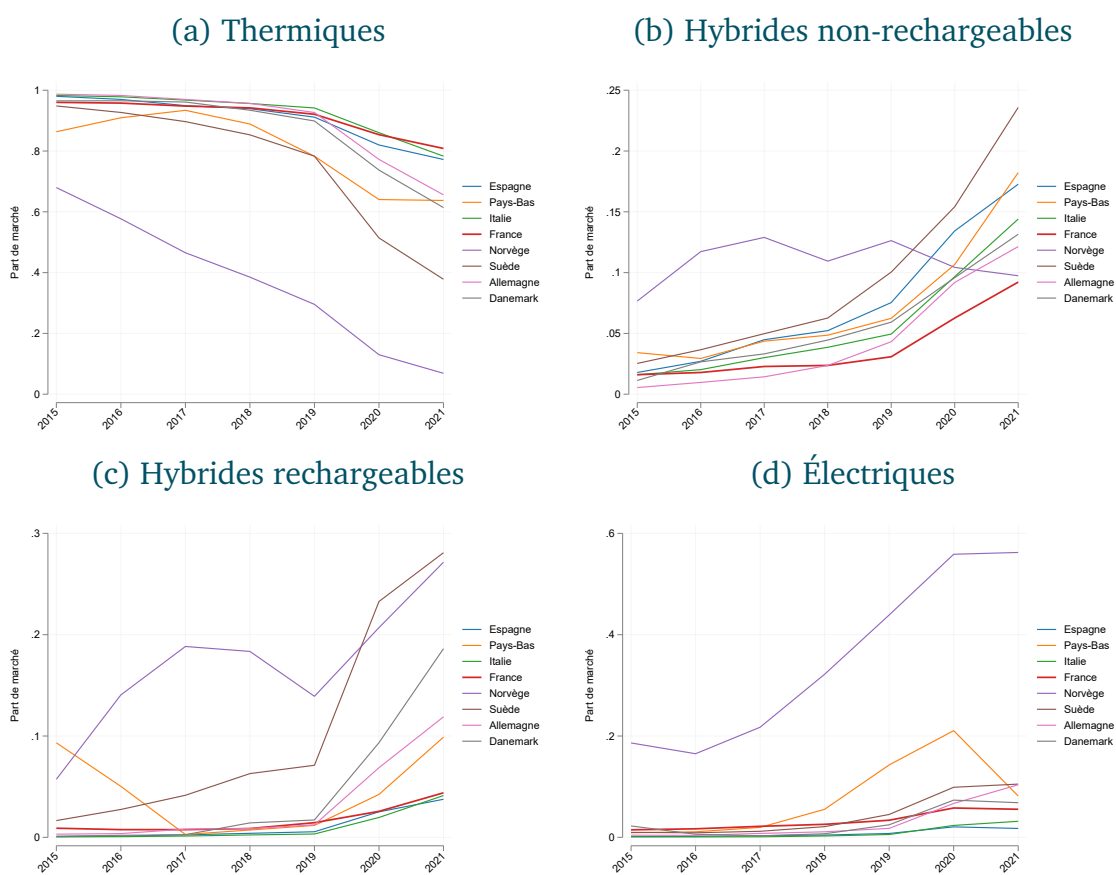 (a) Thermiques
(b) Hybrides non-rechargeables
Part de marché
1
.8
.6
.4
.2
0
2015
2016
2017
2018
2019
2020
2021
Espagne
Pays-Bas
Italie
France
Norvège
Suède
Allemagne
Danemark
Part de marché
.25
.2
.15
.1
.05
0
2015
2016
2017
2018
2019
2020
2021
Espagne
Pays-Bas
Italie
France
Norvège
Suède
Allemagne
Danemark
(c) Hybrides rechargeables
(d) Électriques
Part de marché
.3
.2
.1
0
2015
2016
2017
2018
2019
2020
2021
Espagne
Pays-Bas
Italie
France
Norvège
Suède
Allemagne
Danemark
Part de marché
.6
.4
.2
0
2015
2016
2017
2018
2019
2020
2021
Espagne
Pays-Bas
Italie
France
Norvège
Suède
Allemagne
Danemark